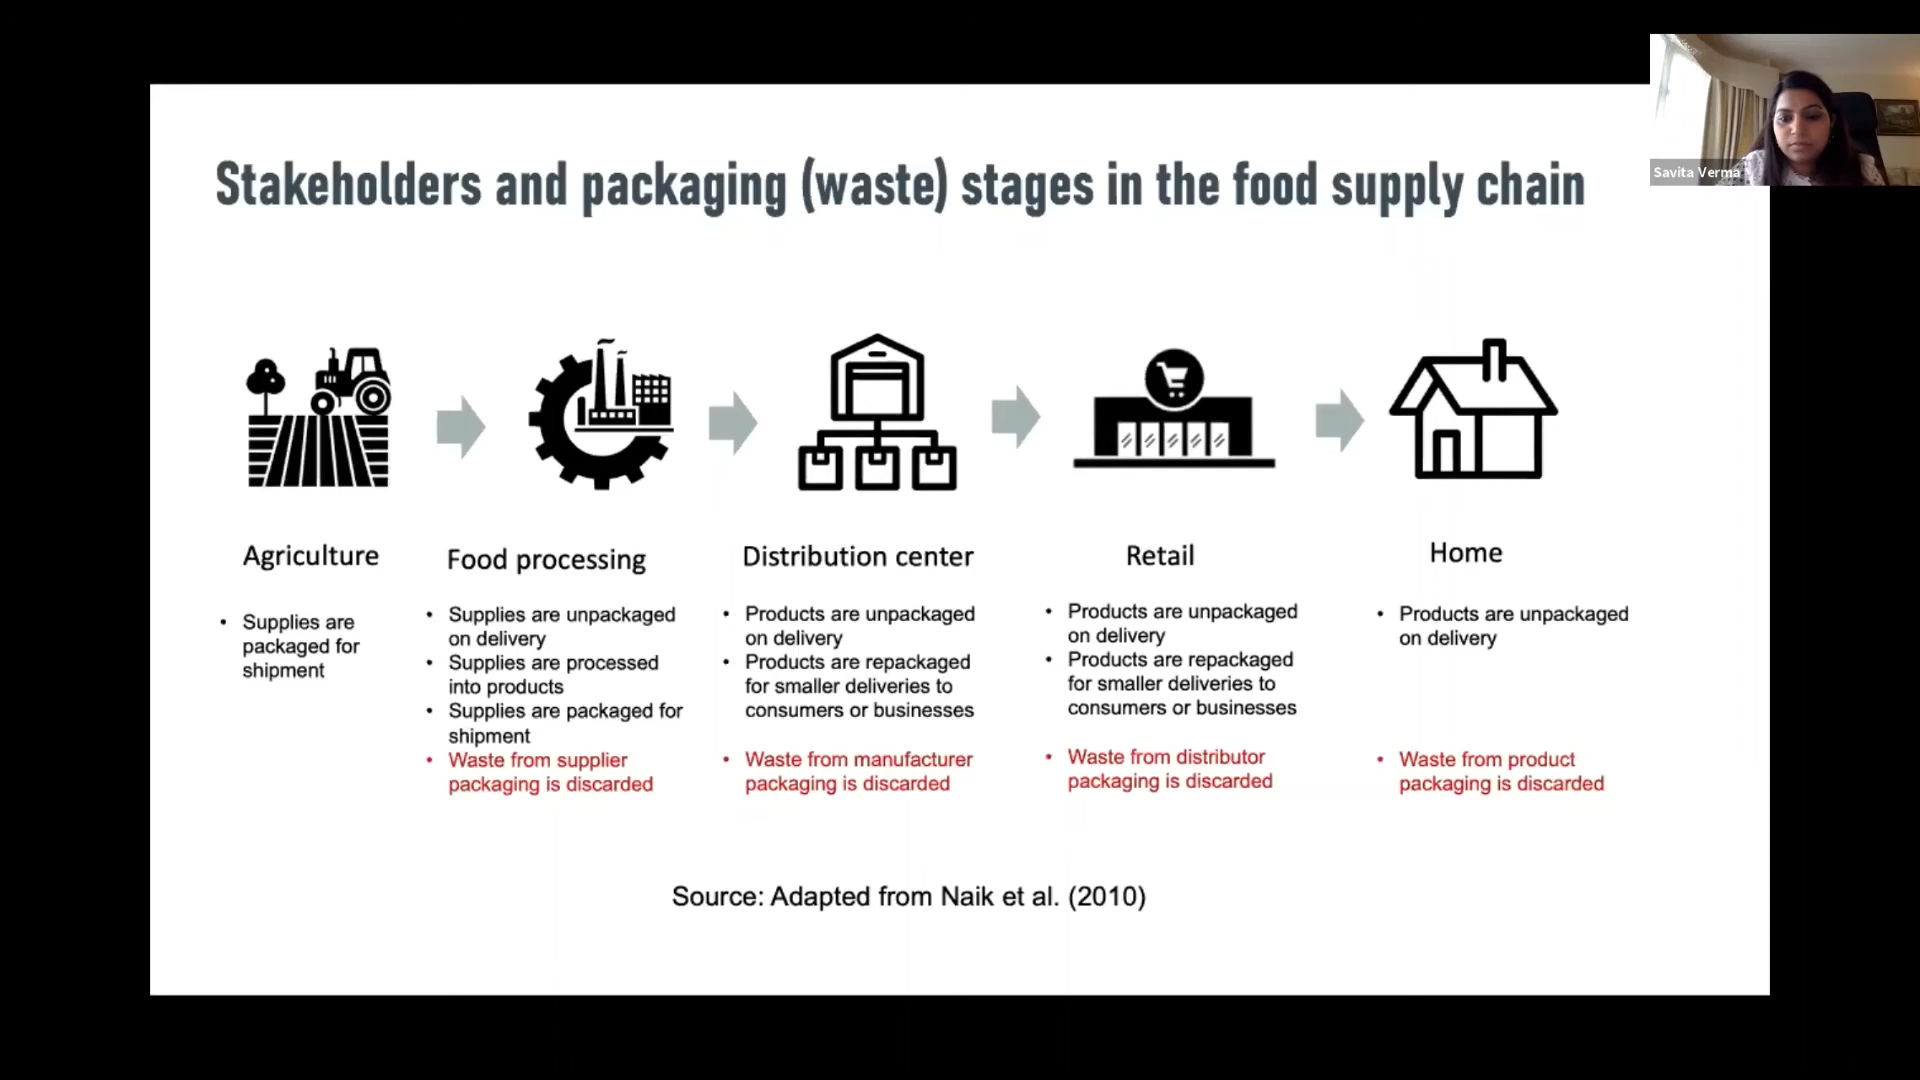 Savita Verma
Stakeholders and packaging (waste) stages in the food supply chain
Agriculture
• Supplies are
packaged for
shipment
Food processing
• Supplies are unpackaged
on delivery
• Supplies are processed
into products
• Supplies are packaged for
shipment
• Waste from supplier
packaging is discarded
Distribution center
• Products are unpackaged
on delivery
• Products are repackaged
for smaller deliveries to
consumers or businesses
• Waste from manufacturer
packaging is discarded
Retail
• Products are unpackaged
on delivery
• Products are repackaged
for smaller deliveries to
consumers or businesses
• Waste from distributor
packaging is discarded
Home
• Products are unpackaged
on delivery
• Waste from product
packaging is discarded
Source: Adapted from Naik et al. (2010)